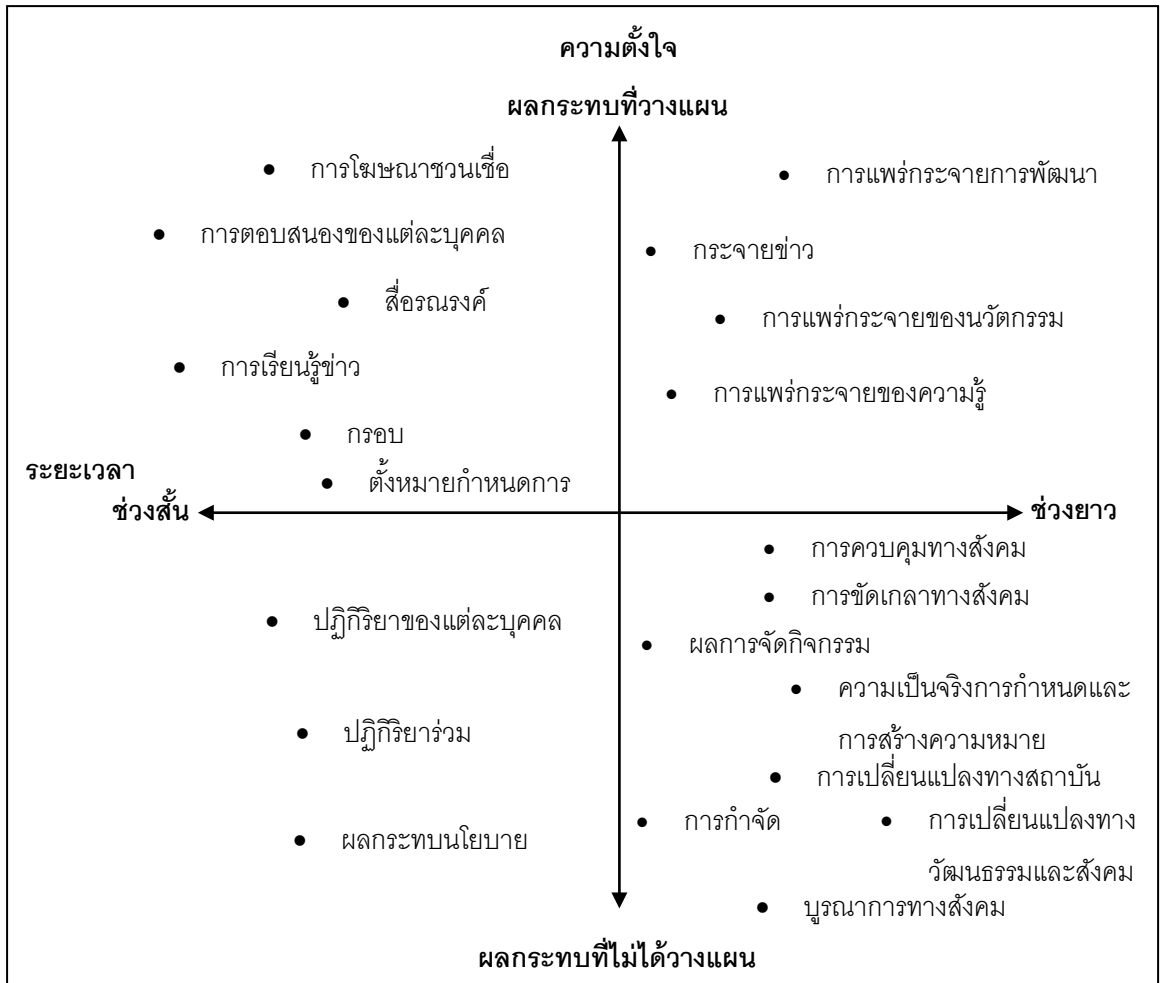 ความตั้งใจ
ผลกระทบที่วางแผน
• การโฆษณาชวนเชื่อ
• การแพร่กระจายการพัฒนา
• การตอบสนองของแต่ละบุคคล
• กระจายข่าว
• สื่อรณรงค์
• การแพร่กระจายของนวัตกรรม
• การเรียนรู้ข่าว
• การแพร่กระจายของความรู้
• กรอบ
ระยะเวลา
• ตั้งหมายกำหนดการ
ช่วงสั้น
ช่วงยาว
• การควบคุมทางสังคม
• การขัดเกลาทางสังคม
• ปฏิกิริยาของแต่ละบุคคล
• ผลการจัดกิจกรรม
• ความเป็นจริงการกำหนดและ
การสร้างความหมาย
• ปฏิกิริยาร่วม
• การเปลี่ยนแปลงทางสถาบัน
• การกำจัด
• การเปลี่ยนแปลงทาง
วัฒนธรรมและสังคม
• ผลกระทบนโยบาย
• บูรณาการทางสังคม
ผลกระทบที่ไม่ได้วางแผน